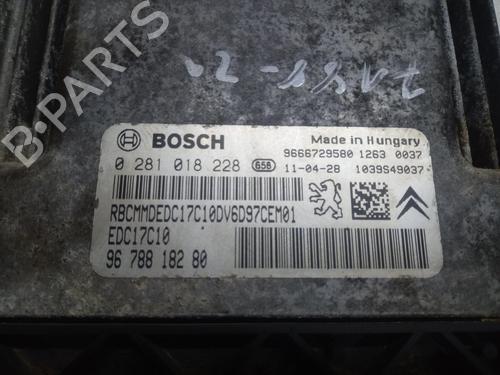 B-PARTS
BOSCH
Made in Hungary
9666729580 1263 0037
0 281 018 228 656 11-04-28 1039S49037
RBCMMDEDC17C10DV6D97CEM01
EDC17C10
96 788 182 80